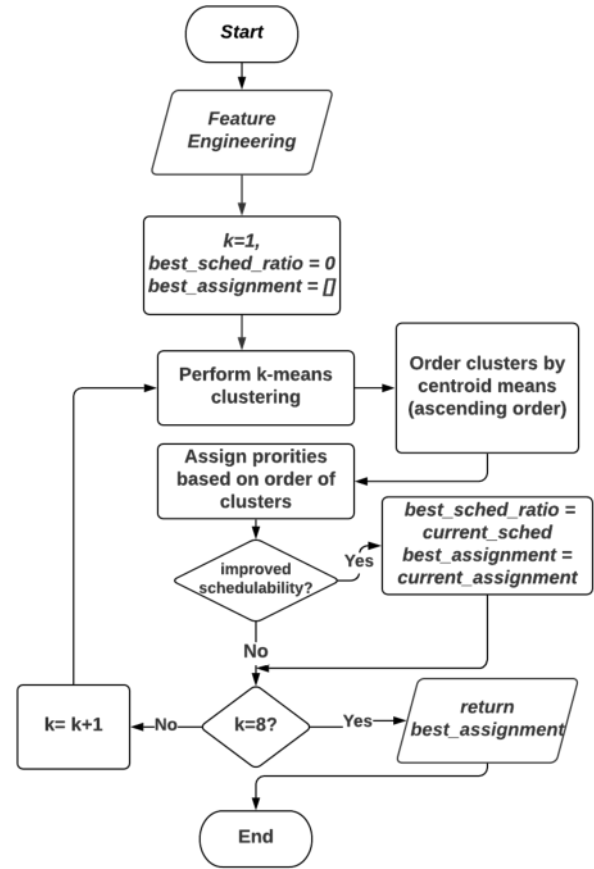 Start
Feature
Engineering
k=1,
best_sched_ratio = 0
best_assignment = []
Perform k-means
clustering
Order clusters by
centroid means
(ascending order)
Assign prorities
based on order of
clusters
improved
schedulability?
Yes
best_sched_ratio =
current_sched
best_assignment =
current_assignment
No
k=8?
No
k= k+1
Yes
return
best_assignment
End